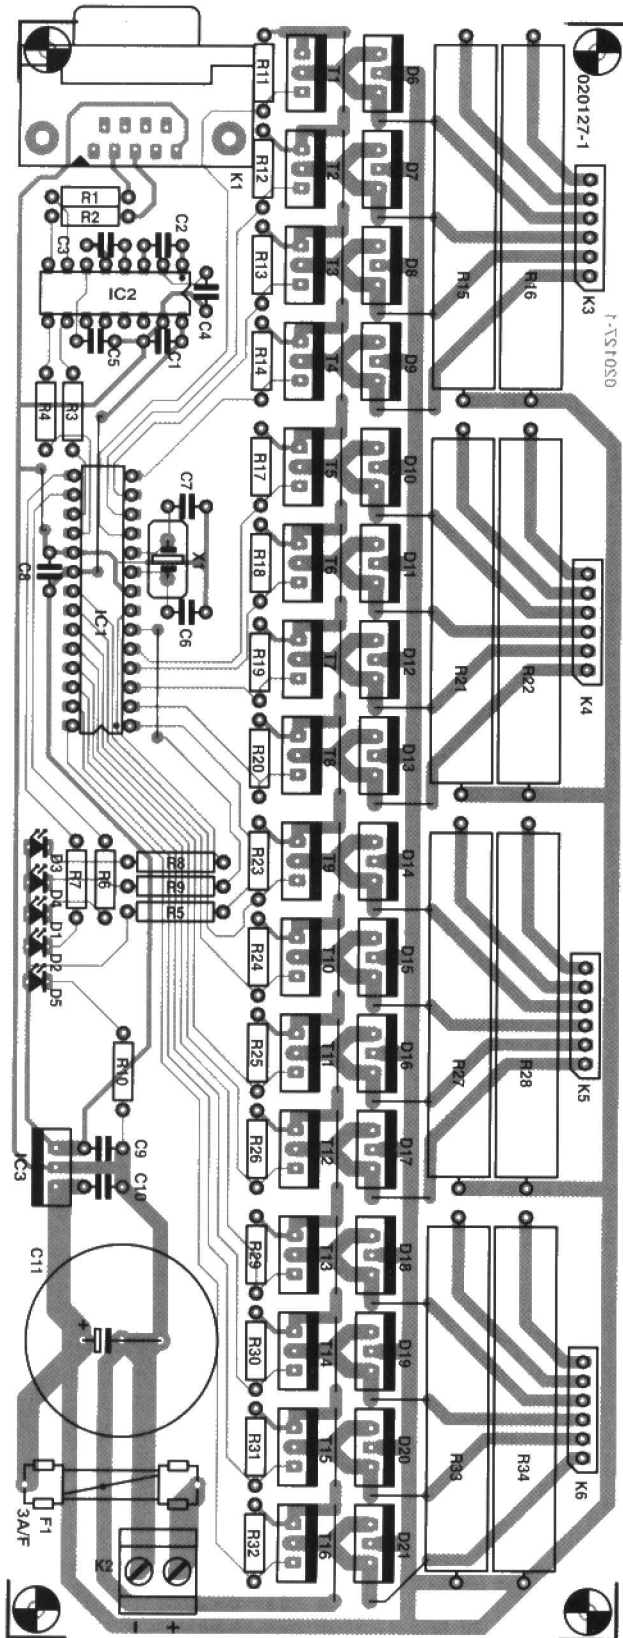 020127-1
R11
T1
D6
K1
R12
T2
D7
R1
R2
C3
C2
R13
T3
D8
R15
R16
K3
IC2
C4
C5
C1
R14
T4
D9
020127-1
R4
R3
R17
T5
D10
C7
X1
C8
IC1
R18
T6
D11
C6
R19
T7
D12
R21
R22
K4
R20
T8
D13
D3
D4
D1
D2
D5
R7
R6
R8
R9
R5
R23
T9
D14
R24
T10
D15
R10
R25
T11
D16
R27
R28
K5
IC3
C9
C10
R26
T12
D17
C11
+
R29
T13
D18
R30
T14
D19
R31
T15
D20
R33
R34
K6
3A/F
F1
K2
R32
T16
D21
- +